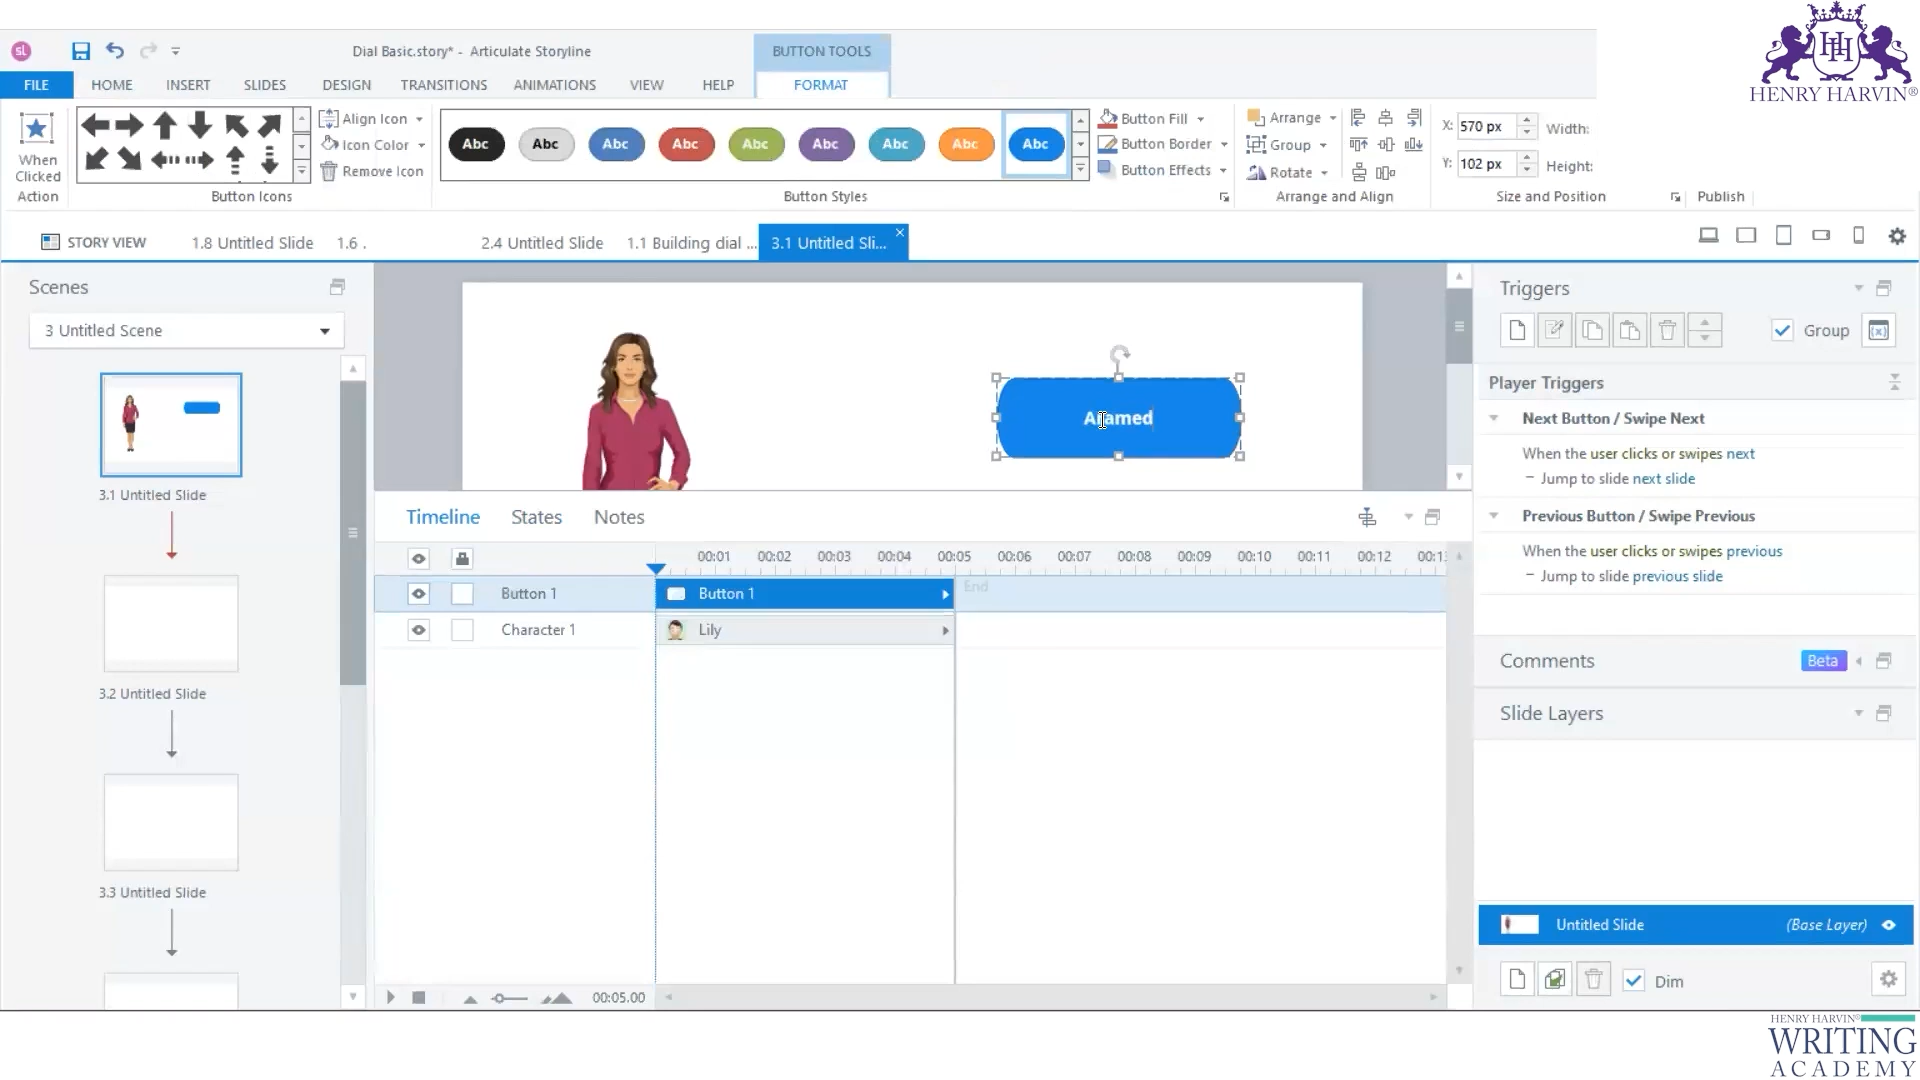 HENRY HARVIN®
sl
Dial Basic.story* - Articulate Storyline
BUTTON TOOLS
FILE HOME INSERT SLIDES DESIGN TRANSITIONS ANIMATIONS VIEW HELP FORMAT
When Clicked
Action
Align Icon
Icon Color
Remove Icon
Button Icons
Abc Abc Abc Abc Abc Abc Abc Abc Abc
Button Styles
Button Fill
Button Border
Button Effects
Arrange
Group
Rotate
Arrange and Align
X: 570 px Width:
Y: 102 px Height:
Size and Position
Publish
STORY VIEW 1.8 Untitled Slide 1.6 . 2.4 Untitled Slide 1.1 Building dial ... 3.1 Untitled Sli...
Scenes
3 Untitled Scene
3.1 Untitled Slide
3.2 Untitled Slide
3.3 Untitled Slide
Timeline States Notes
00:01 00:02 00:03 00:04 00:05 00:06 00:07 00:08 00:09 00:10 00:11 00:12
Button 1 Button 1 End
Character 1 Lily
00:05.00
Triggers
Group
Player Triggers
Next Button / Swipe Next
When the user clicks or swipes next
– Jump to slide next slide
Previous Button / Swipe Previous
When the user clicks or swipes previous
– Jump to slide previous slide
Comments Beta
Slide Layers
Untitled Slide (Base Layer)
Dim
HENRY HARVIN®
WRITING
ACADEMY